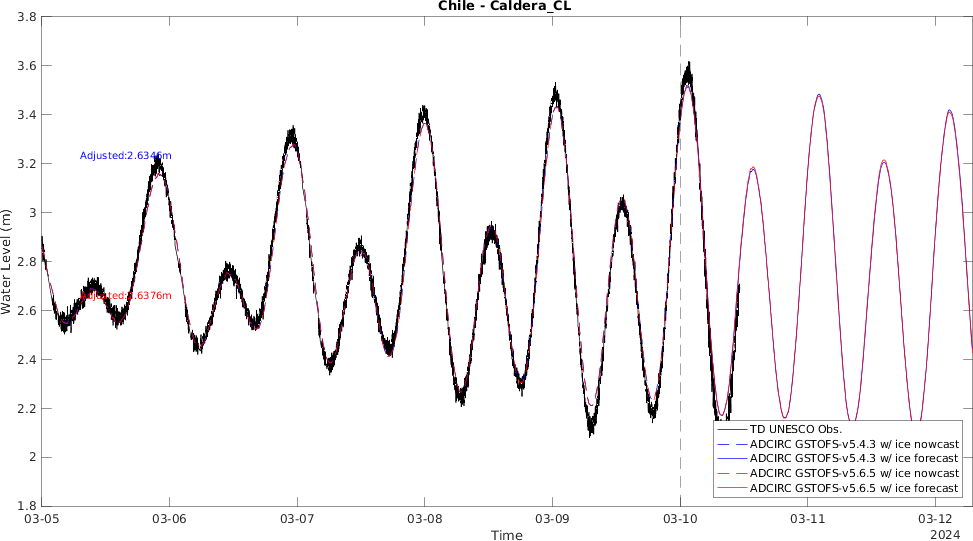 Chile - Caldera_CL
3.8
3.6
3.4
3.2
3
2.8
2.6
2.4
2.2
2
1.8
Water Level (m)
Adjusted:2.6346m
Adjusted:2.6376m
TD UNESCO Obs.
ADCIRC GSTOFS-v5.4.3 w/ ice nowcast
ADCIRC GSTOFS-v5.4.3 w/ ice forecast
ADCIRC GSTOFS-v5.6.5 w/ ice nowcast
ADCIRC GSTOFS-v5.6.5 w/ ice forecast
03-05
03-06
03-07
03-08
03-09
03-10
03-11
03-12
Time
2024